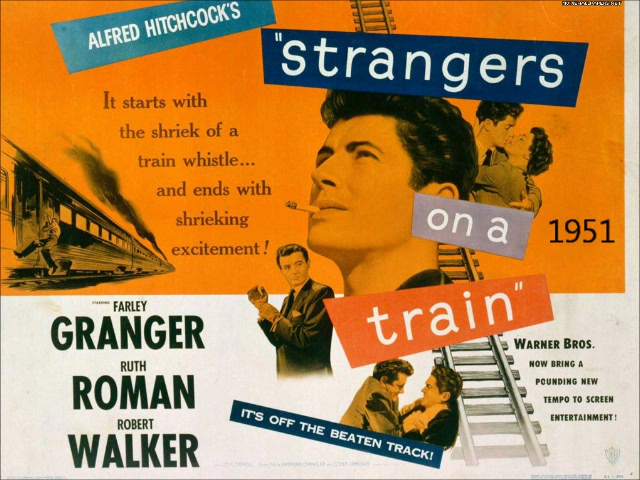 ALFRED HITCHCOCK'S
"strangers
on a
train"
1951
It starts with
the shriek of a
train whistle...
and ends with
shrieking
excitement!
STARRING
FARLEY
GRANGER
RUTH
ROMAN
ROBERT
WALKER
IT'S OFF THE BEATEN TRACK!
WARNER BROS.
NOW BRING A
POUNDING NEW
TEMPO TO SCREEN
ENTERTAINMENT!